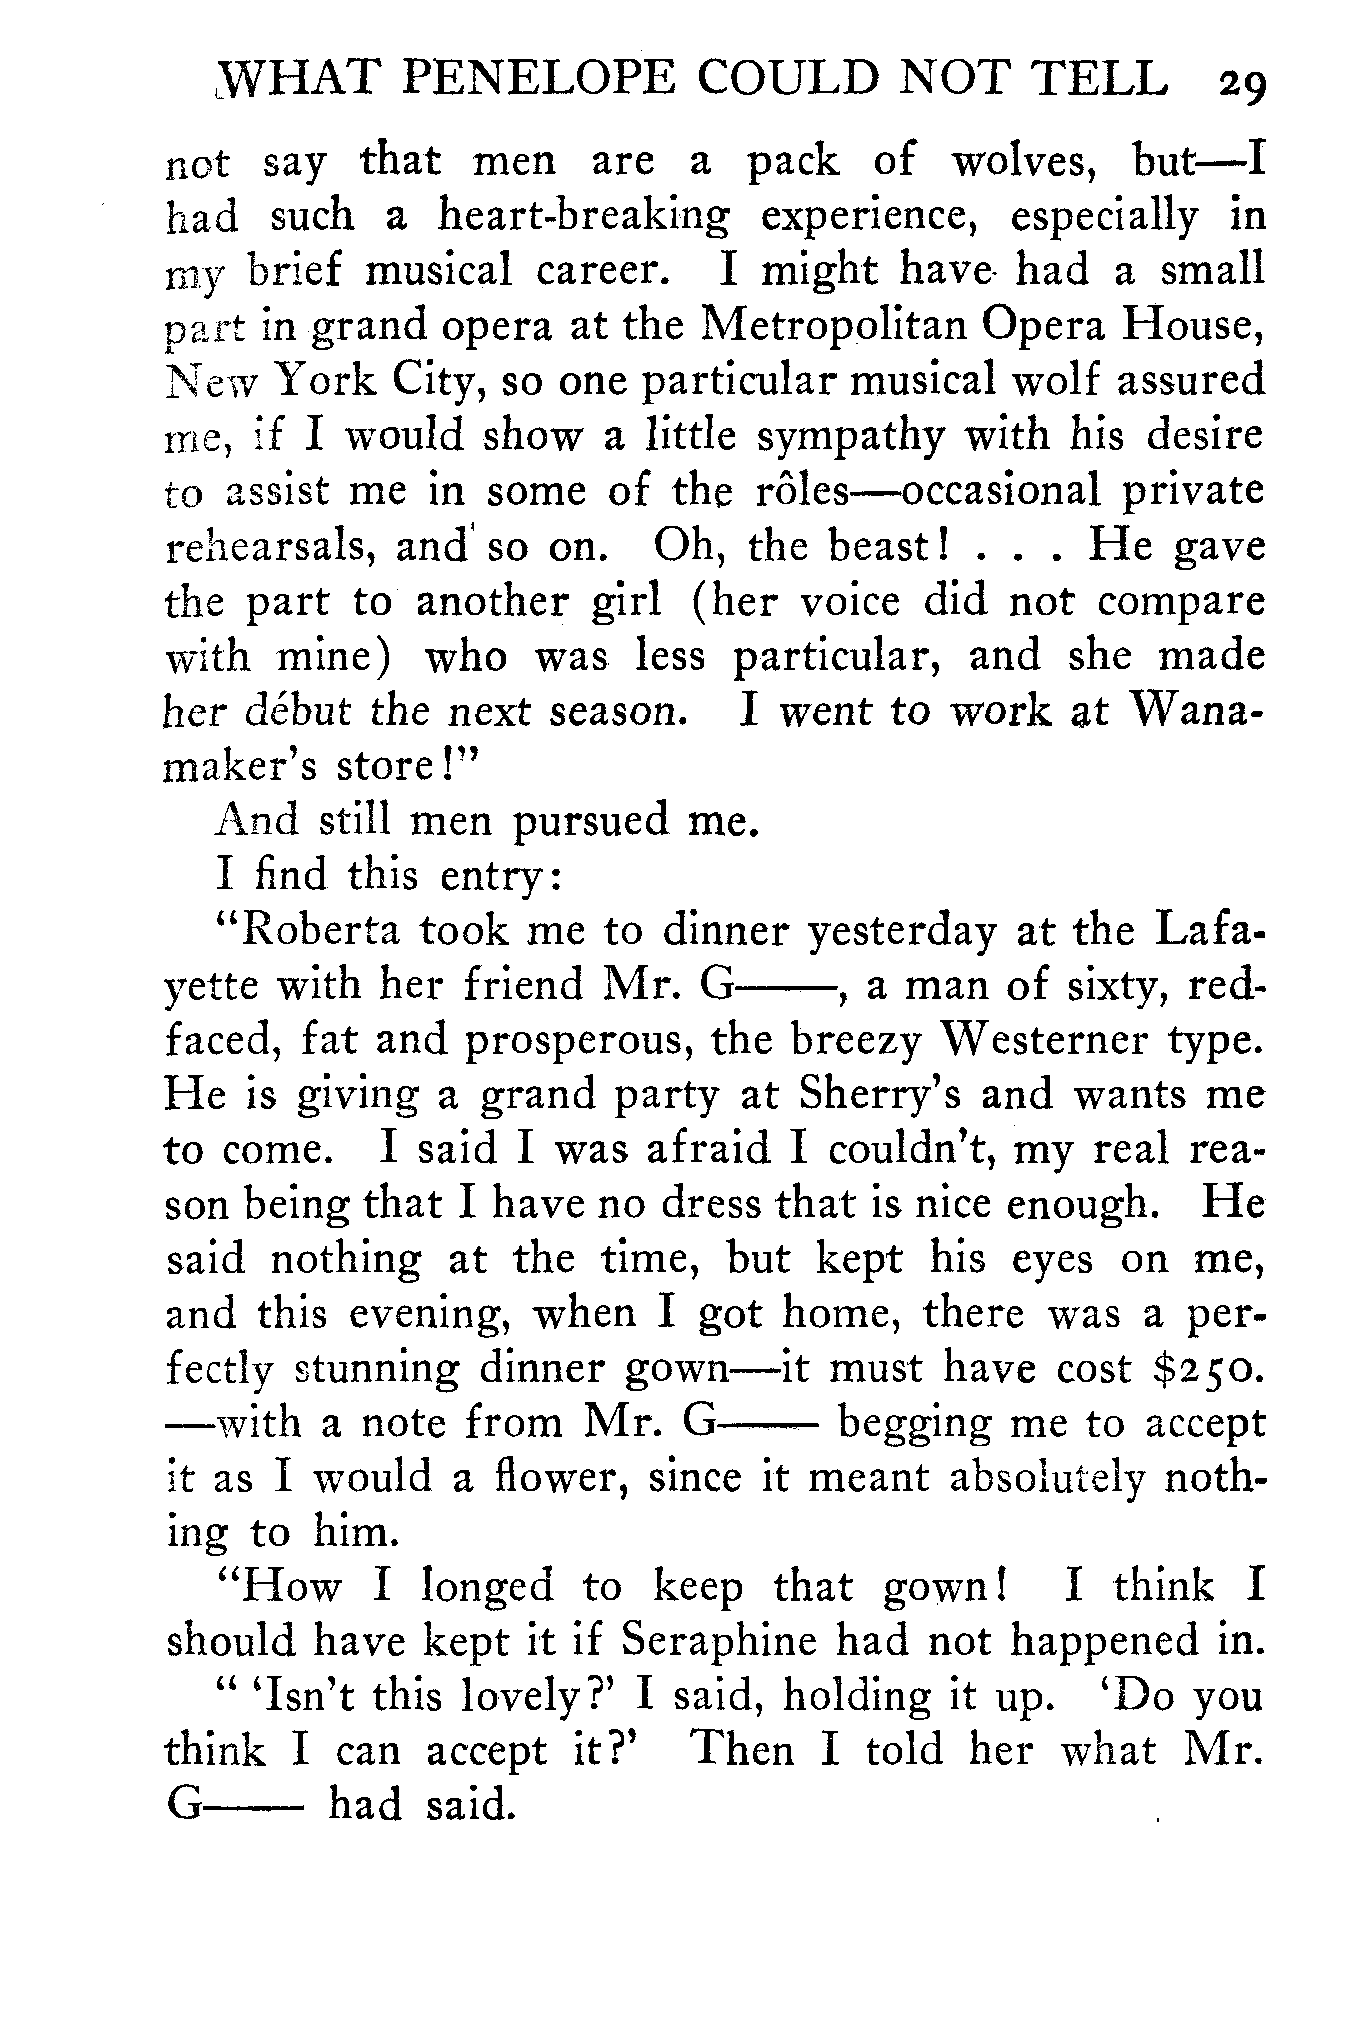 WHAT PENELOPE COULD NOT TELL 29
not say that men are a pack of wolves, but—I
had such a heart-breaking experience, especially in
my brief musical career. I might have had a small
part in grand opera at the Metropolitan Opera House,
New York City, so one particular musical wolf assured
me, if I would show a little sympathy with his desire
to assist me in some of the rôles—occasional private
rehearsals, and so on. Oh, the beast! . . . He gave
the part to another girl (her voice did not compare
with mine) who was less particular, and she made
her début the next season. I went to work at Wana-
maker's store!"
And still men pursued me.
I find this entry:
"Roberta took me to dinner yesterday at the Lafa-
yette with her friend Mr. G——, a man of sixty, red-
faced, fat and prosperous, the breezy Westerner type.
He is giving a grand party at Sherry's and wants me
to come. I said I was afraid I couldn't, my real rea-
son being that I have no dress that is nice enough. He
said nothing at the time, but kept his eyes on me,
and this evening, when I got home, there was a per-
fectly stunning dinner gown—it must have cost $250.
—with a note from Mr. G—— begging me to accept
it as I would a flower, since it meant absolutely noth-
ing to him.
"How I longed to keep that gown! I think I
should have kept it if Seraphine had not happened in.
" 'Isn't this lovely?' I said, holding it up. 'Do you
think I can accept it?' Then I told her what Mr.
G—— had said.